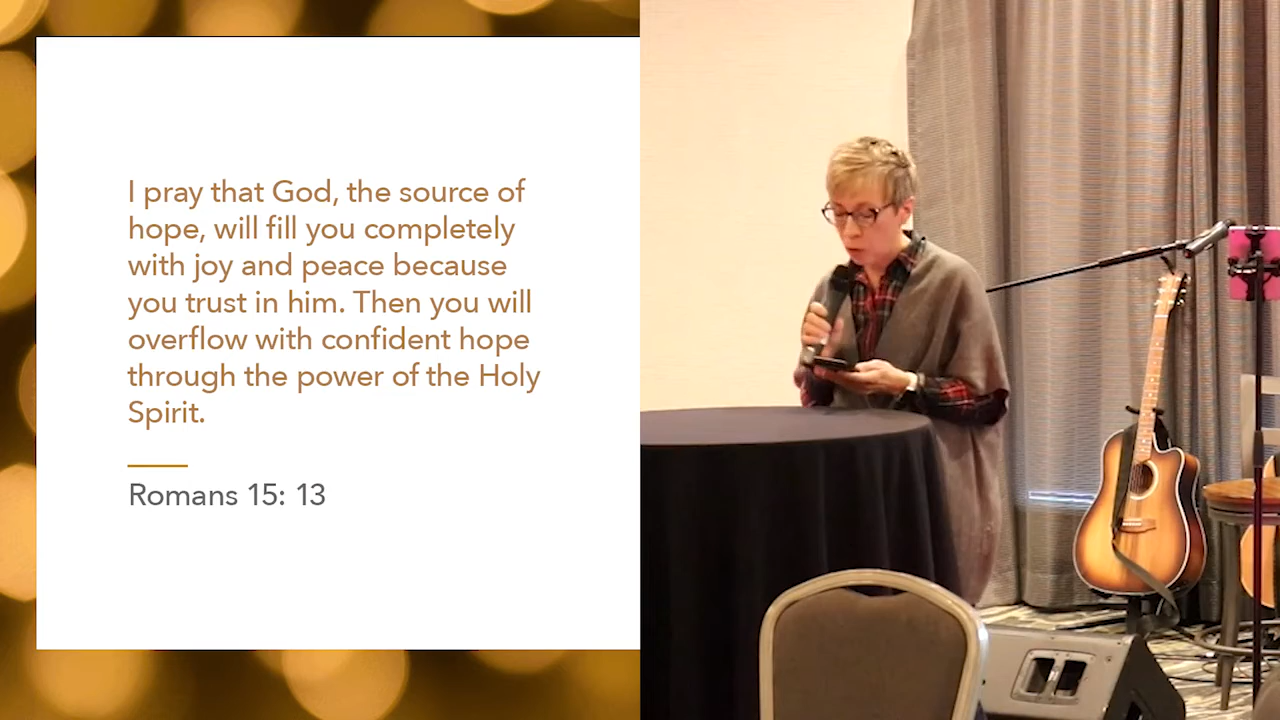 I pray that God, the source of
hope, will fill you completely
with joy and peace because
you trust in him. Then you will
overflow with confident hope
through the power of the Holy
Spirit.
Romans 15: 13